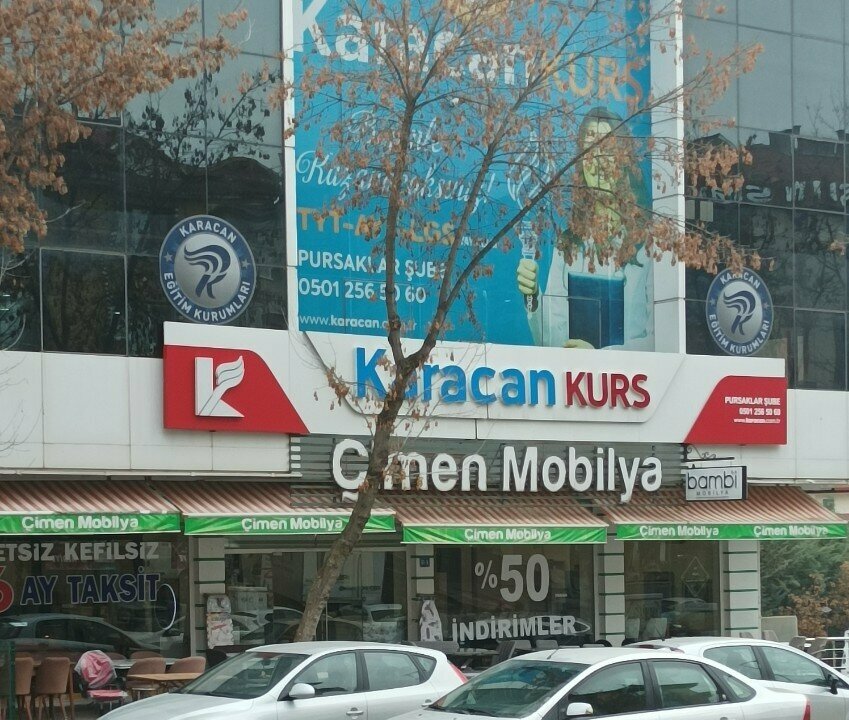 Karacan KURS
TYT-
PURSAKLAR ŞUBE
0501 256 50 60
KARACAN
EĞİTİM KURUMLARI
KARACAN
EĞİTİM KURUMLARI
Karacan KURS
PURSAKLAR ŞUBE
0501 256 50 60
www.karacan.com.tr
Çimen Mobilya
bambi
MOBİLYA
Çimen Mobilya
Çimen Mobilya
Çimen Mobilya
Çimen Mobilya
Çimen Mobilya
ETSİZ KEFİLSİZ
6 AY TAKSİT
%50
İNDİRİMLER